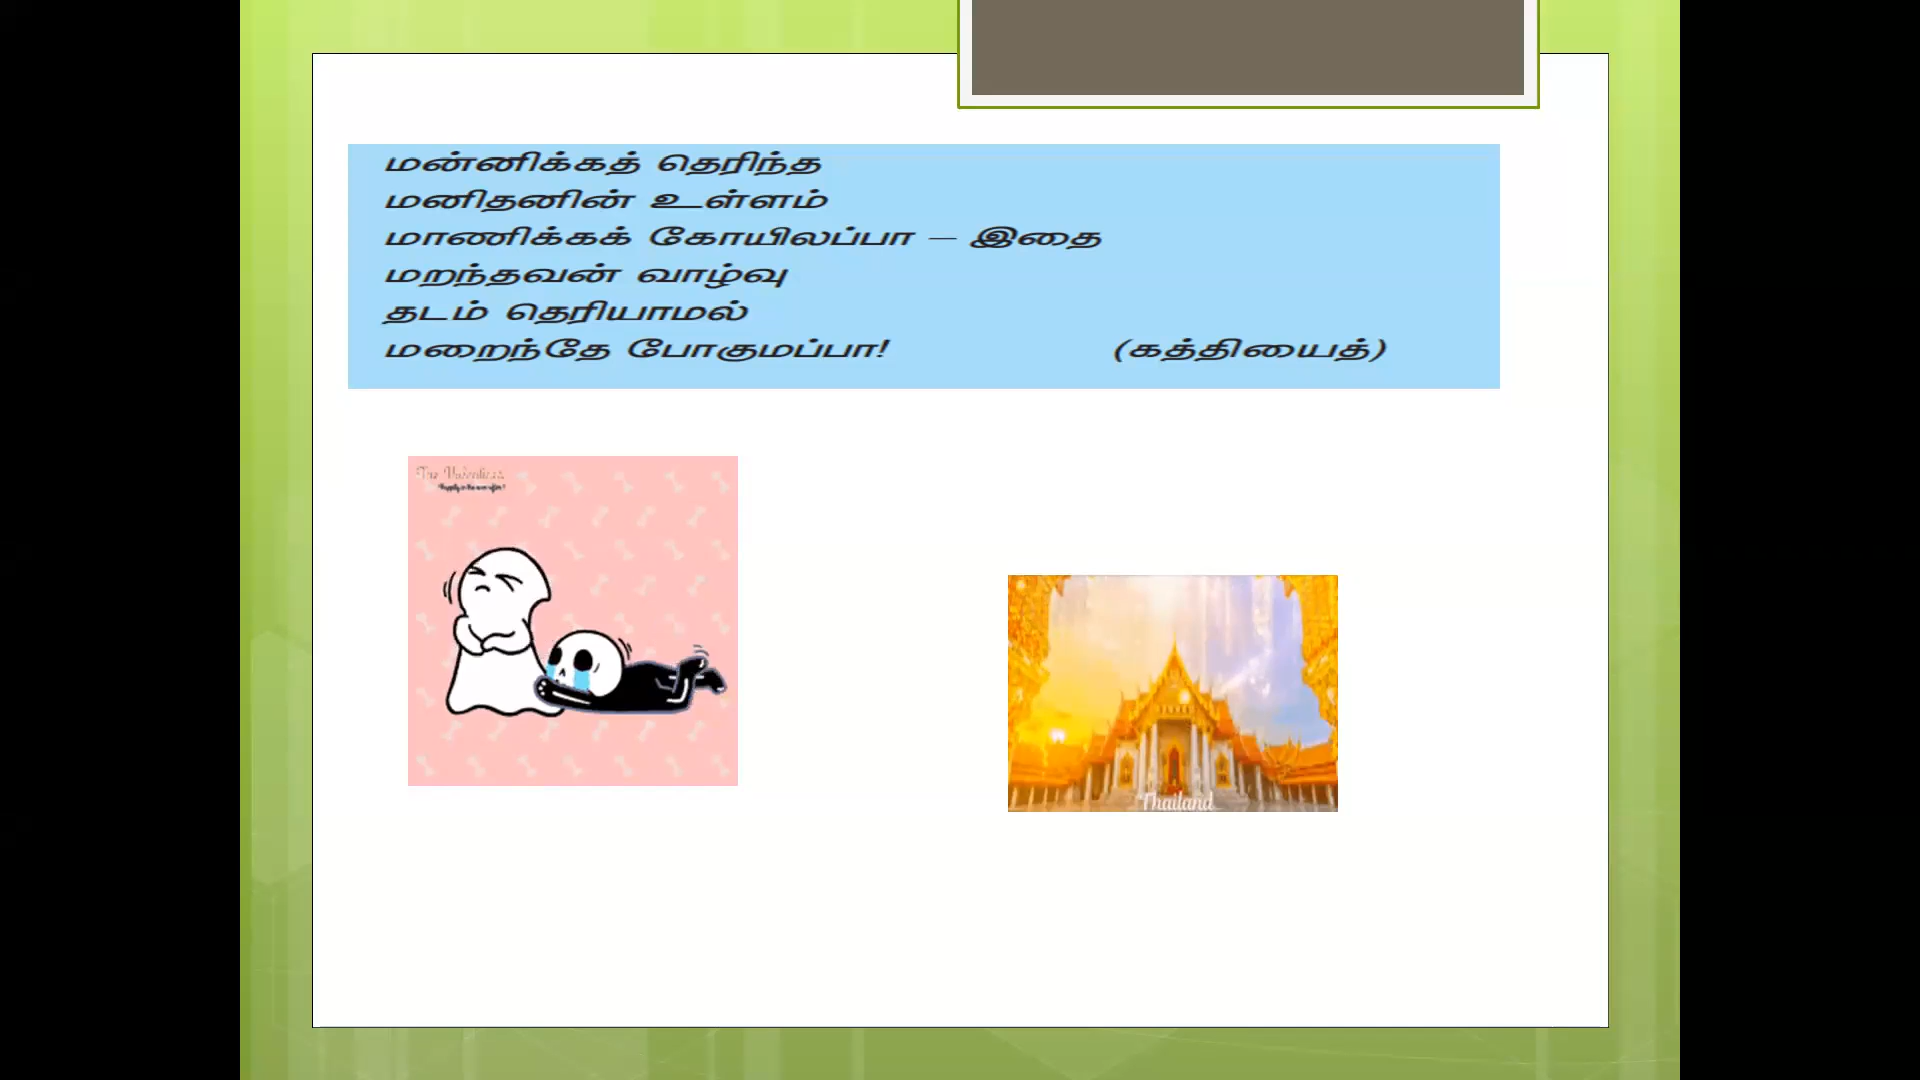 மன்னிக்கத் தெரிந்த
மனிதனின் உள்ளம்
மாணிக்கக் கோயிலப்பா – இதை
மறந்தவன் வாழ்வு
தடம் தெரியாமல்
மறைந்தே போகுமப்பா! (கத்தியைத்)
Thailand